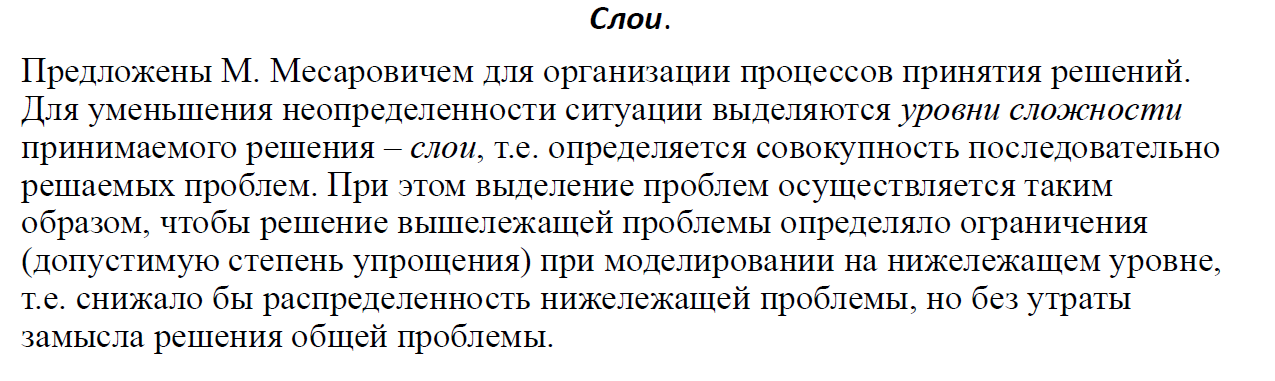 Слои.
Предложены М. Месаровичем для организации процессов принятия решений.
Для уменьшения неопределенности ситуации выделяются уровни сложности
принимаемого решения – слои, т.е. определяется совокупность последовательно
решаемых проблем. При этом выделение проблем осуществляется таким
образом, чтобы решение вышележащей проблемы определяло ограничения
(допустимую степень упрощения) при моделировании на нижележащем уровне,
т.е. снижало бы распределенность нижележащей проблемы, но без утраты
замысла решения общей проблемы.